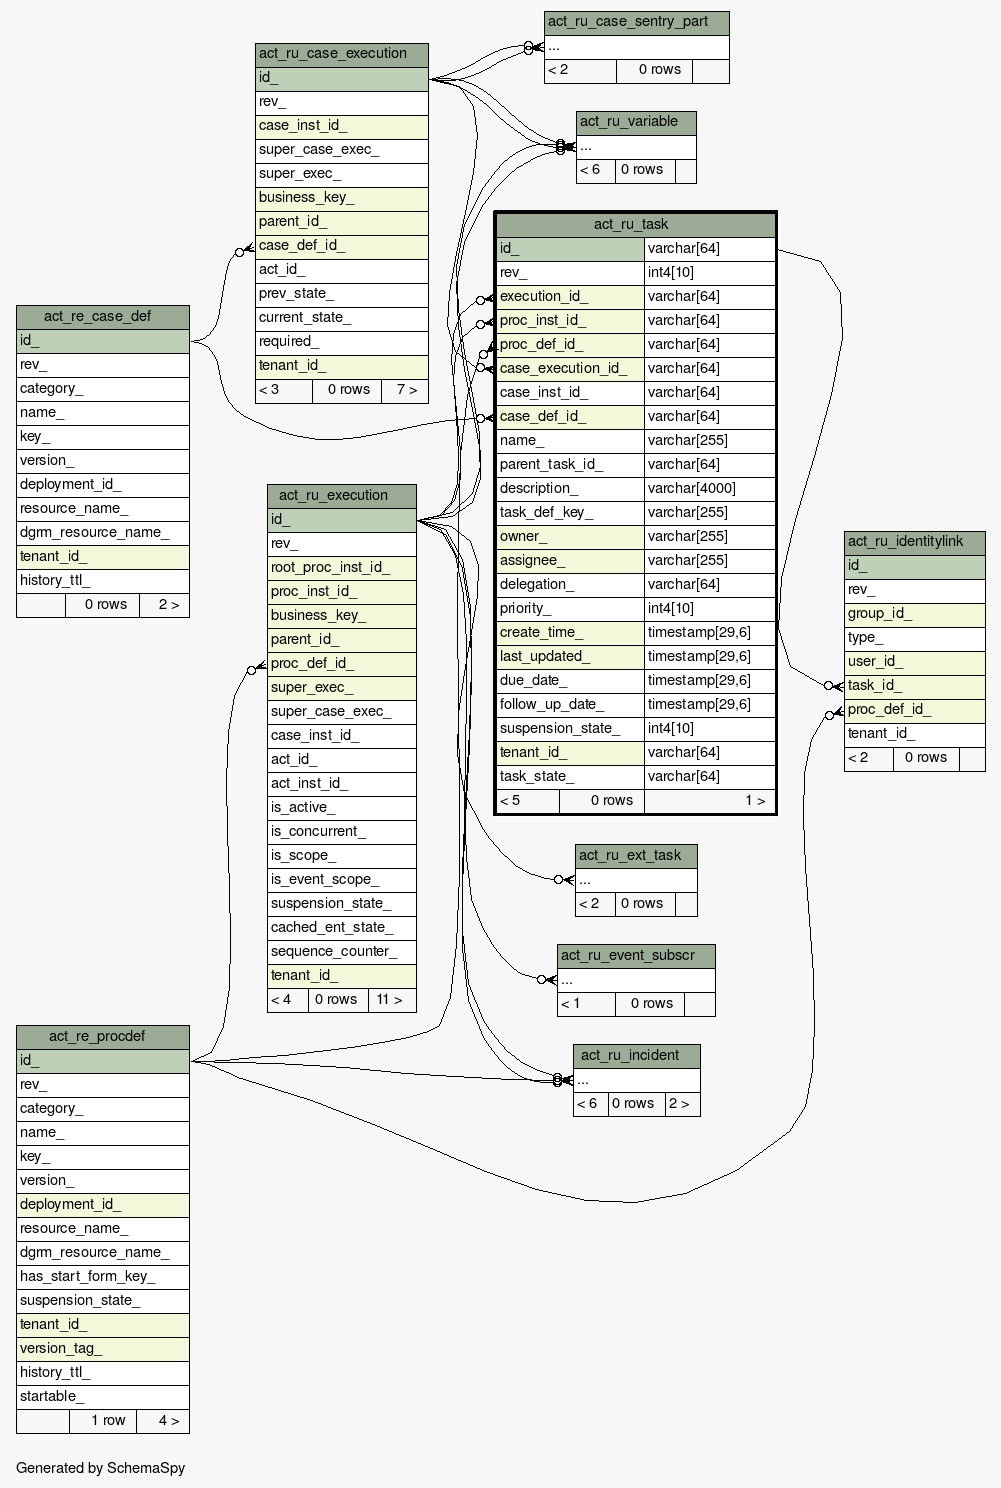 act_ru_case_sentry_part
...
< 2 0 rows
act_ru_case_execution
id_
rev_
case_inst_id_
super_case_exec_
super_exec_
business_key_
parent_id_
case_def_id_
act_id_
prev_state_
current_state_
required_
tenant_id_
< 3 0 rows 7 >
act_ru_variable
...
< 6 0 rows
act_ru_task
id_ varchar[64]
rev_ int4[10]
execution_id_ varchar[64]
proc_inst_id_ varchar[64]
proc_def_id_ varchar[64]
case_execution_id_ varchar[64]
case_inst_id_ varchar[64]
case_def_id_ varchar[64]
name_ varchar[255]
parent_task_id_ varchar[64]
description_ varchar[4000]
task_def_key_ varchar[255]
owner_ varchar[255]
assignee_ varchar[255]
delegation_ varchar[64]
priority_ int4[10]
create_time_ timestamp[29,6]
last_updated_ timestamp[29,6]
due_date_ timestamp[29,6]
follow_up_date_ timestamp[29,6]
suspension_state_ int4[10]
tenant_id_ varchar[64]
task_state_ varchar[64]
< 5 0 rows 1 >
act_re_case_def
id_
rev_
category_
name_
key_
version_
deployment_id_
resource_name_
dgrm_resource_name_
tenant_id_
history_ttl_
0 rows 2 >
act_ru_execution
id_
rev_
root_proc_inst_id_
proc_inst_id_
business_key_
parent_id_
proc_def_id_
super_exec_
super_case_exec_
case_inst_id_
act_id_
act_inst_id_
is_active_
is_concurrent_
is_scope_
is_event_scope_
suspension_state_
cached_ent_state_
sequence_counter_
tenant_id_
< 4 0 rows 11 >
act_ru_identitylink
id_
rev_
group_id_
type_
user_id_
task_id_
proc_def_id_
tenant_id_
< 2 0 rows
act_ru_ext_task
...
< 2 0 rows
act_ru_event_subscr
...
< 1 0 rows
act_ru_incident
...
< 6 0 rows 2 >
act_re_procdef
id_
rev_
category_
name_
key_
version_
deployment_id_
resource_name_
dgrm_resource_name_
has_start_form_key_
suspension_state_
tenant_id_
version_tag_
history_ttl_
startable_
1 row 4 >
Generated by SchemaSpy